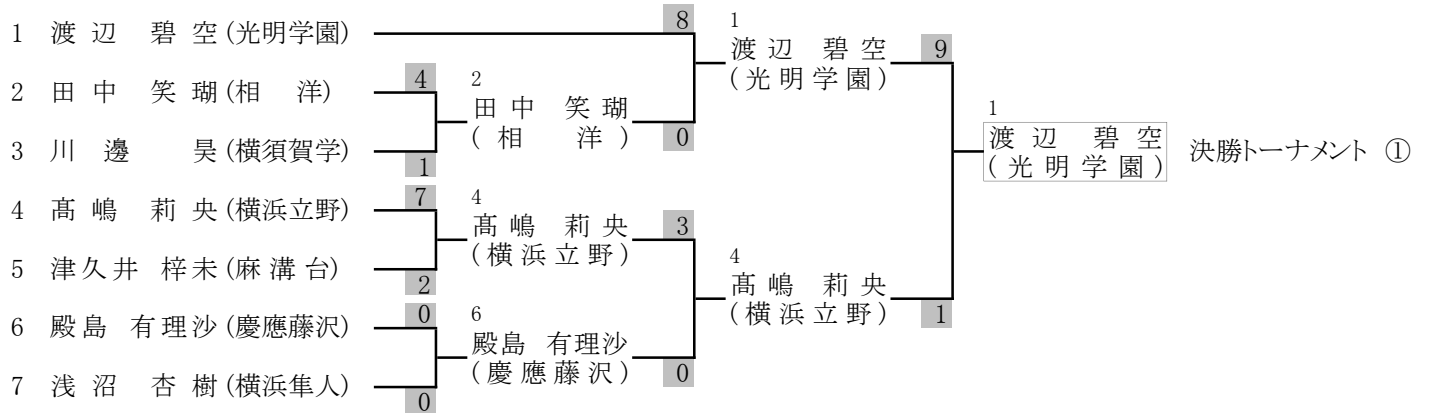 1 渡辺 碧空 (光明学園)
2 田中 笑瑚 (相 洋)
3 川邊 昊 (横須賀学)
4 髙嶋 莉央 (横浜立野)
5 津久井 梓未 (麻溝台)
6 殿島 有理沙 (慶應藤沢)
7 浅沼 杏樹 (横浜隼人)
4
1
7
2
0
0
2
田中 笑瑚
(相 洋)
4
髙嶋 莉央
(横浜立野)
6
殿島 有理沙
(慶應藤沢)
8
0
3
0
1
渡辺 碧空
(光明学園)
4
髙嶋 莉央
(横浜立野)
9
1
1
渡辺 碧空
(光明学園)
決勝トーナメント ①